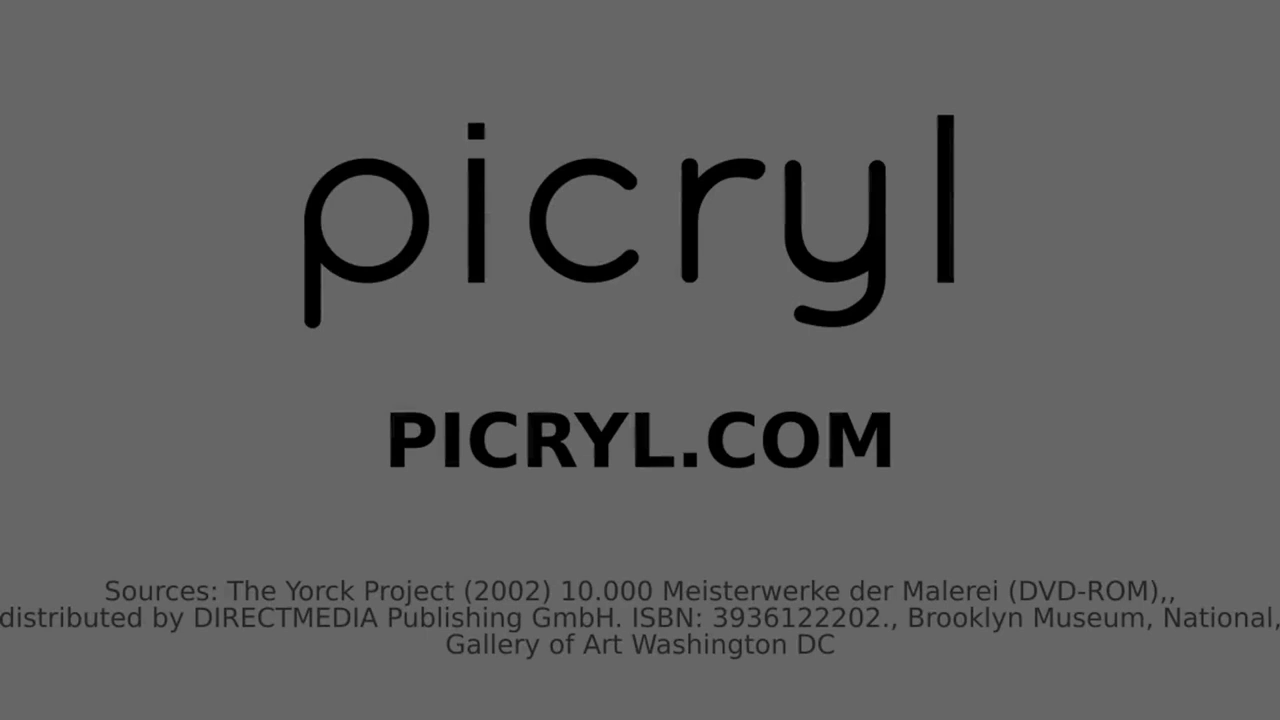 picryl
PICRYL.COM
Sources: The Yorck Project (2002) 10.000 Meisterwerke der Malerei (DVD-ROM),,
distributed by DIRECTMEDIA Publishing GmbH. ISBN: 3936122202., Brooklyn Museum, National,
Gallery of Art Washington DC